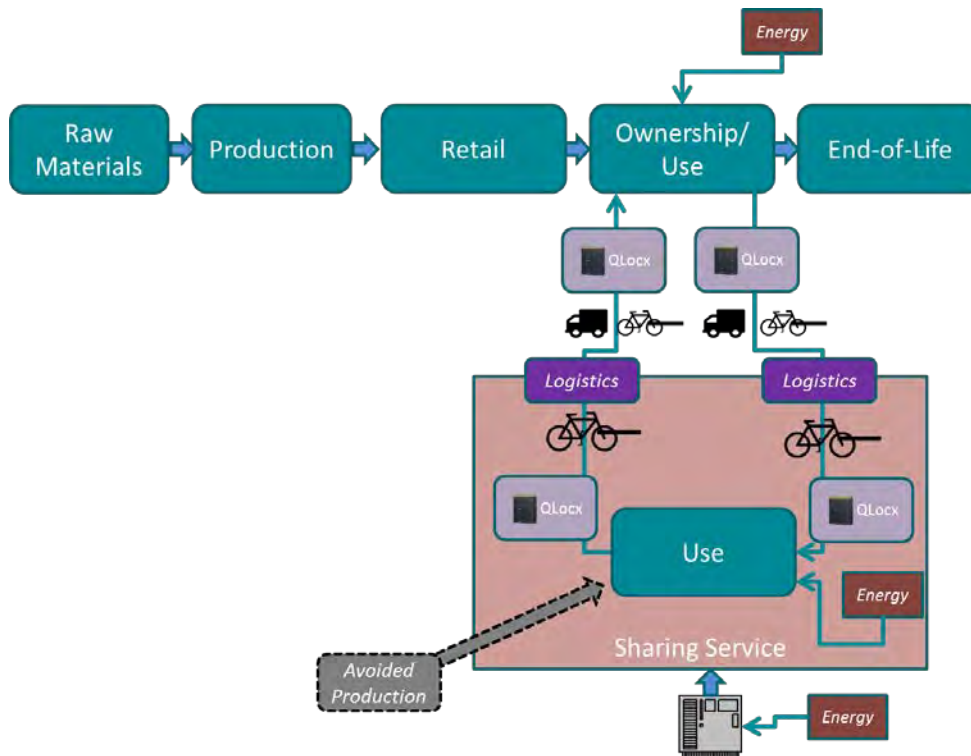 Energy
Raw
Materials
Production
Retail
Ownership/
Use
End-of-Life
QLocx
QLocx
Logistics
Logistics
QLocx
QLocx
Use
Energy
Sharing Service
Avoided
Production
Energy